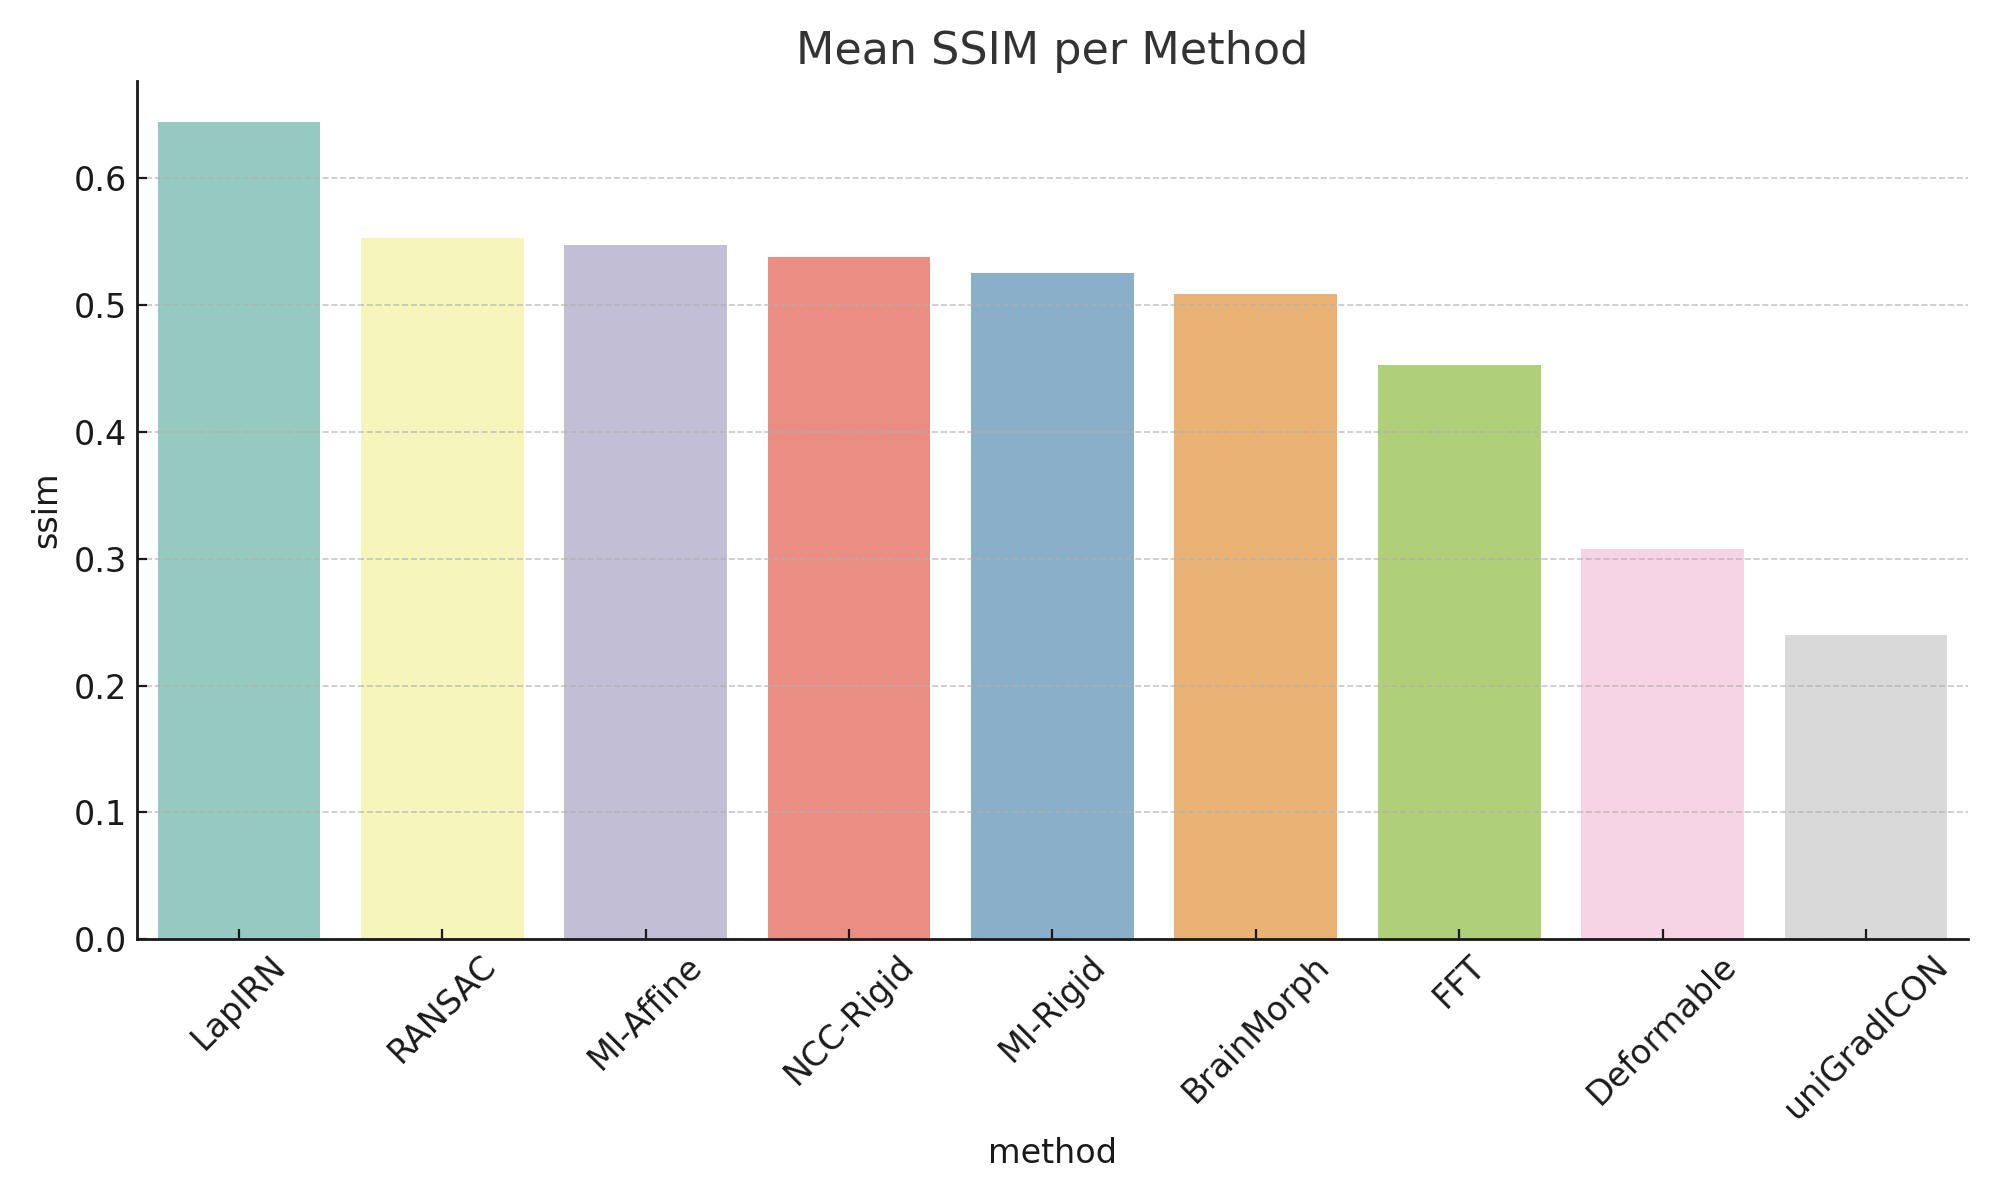 Mean SSIM per Method
ssim
0.6
0.5
0.4
0.3
0.2
0.1
0.0
LapIRN
RANSAC
MI-Affine
NCC-Rigid
MI-Rigid
BrainMorph
FFT
Deformable
uniGradICON
method